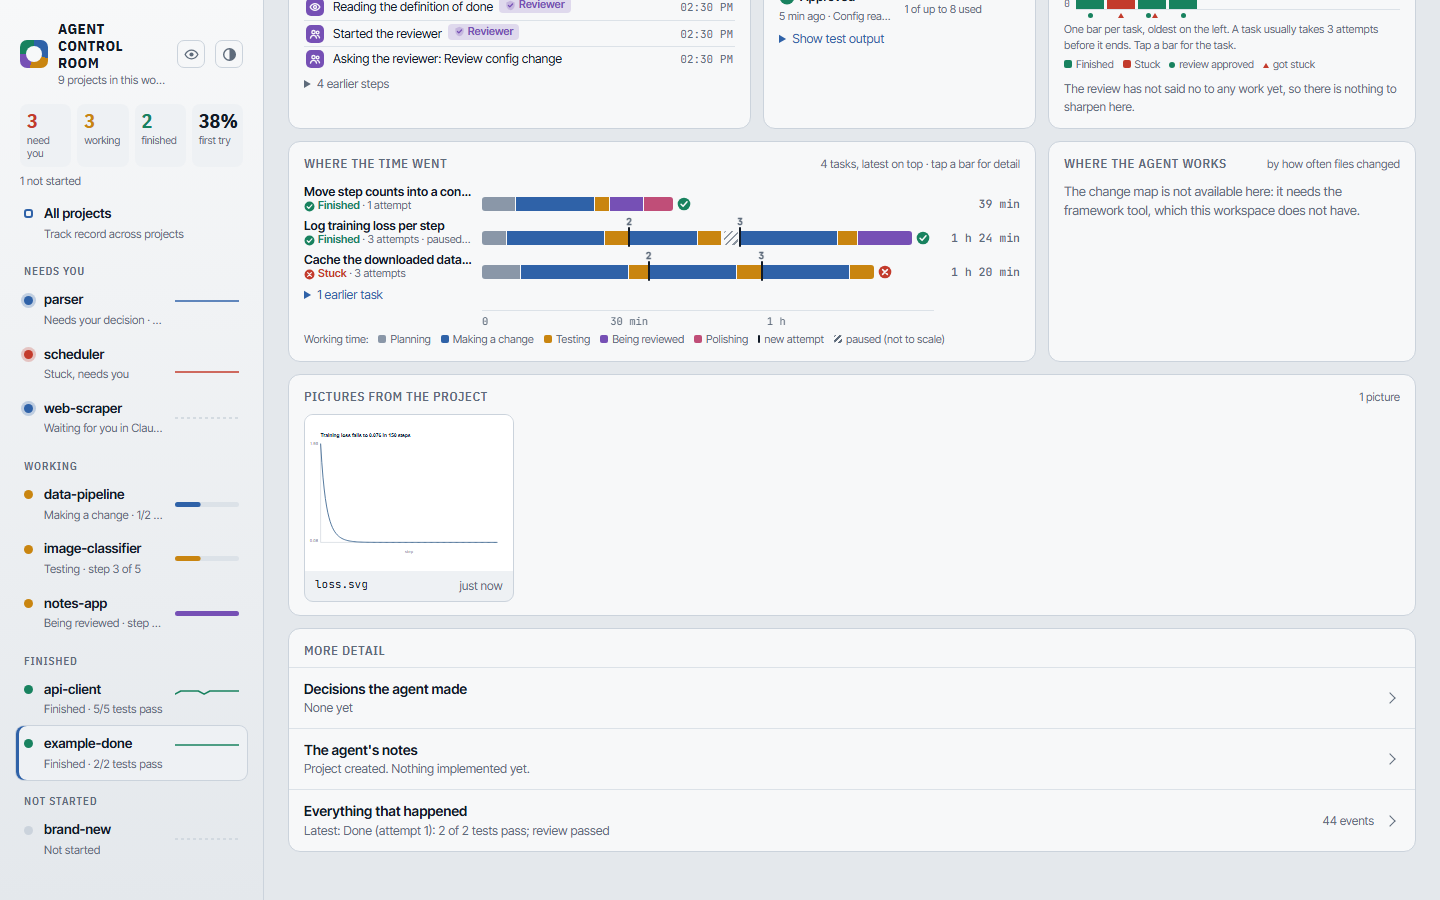 AGENT
CONTROL
ROOM
9 projects in this wo...
3
need
you
3
working
2
finished
38%
first try
1 not started
All projects
Track record across projects
NEEDS YOU
parser
Needs your decision · ...
scheduler
Stuck, needs you
web-scraper
Waiting for you in Clau...
WORKING
data-pipeline
Making a change · 1/2 ...
image-classifier
Testing · step 3 of 5
notes-app
Being reviewed · step ...
FINISHED
api-client
Finished · 5/5 tests pass
example-done
Finished · 2/2 tests pass
NOT STARTED
brand-new
Not started
Reading the definition of done Reviewer 02:30 PM
Started the reviewer Reviewer 02:30 PM
Asking the reviewer: Review config change 02:30 PM
4 earlier steps
5 min ago · Config rea... 1 of up to 8 used
Show test output
0
One bar per task, oldest on the left. A task usually takes 3 attempts
before it ends. Tap a bar for detail.
Finished Stuck review approved got stuck
The review has not said no to any work yet, so there is nothing to
sharpen here.
WHERE THE TIME WENT 4 tasks, latest on top · tap a bar for detail
Move step counts into a con...
Finished · 1 attempt 39 min
Log training loss per step 2 3
Finished · 3 attempts · paused... 1 h 24 min
Cache the downloaded data... 2 3
Stuck · 3 attempts 1 h 20 min
1 earlier task
0 30 min 1 h
Working time: Planning Making a change Testing Being reviewed Polishing new attempt paused (not to scale)
WHERE THE AGENT WORKS by how often files changed
The change map is not available here: it needs the
framework tool, which this workspace does not have.
PICTURES FROM THE PROJECT 1 picture
Training loss falls to 0.076 in 150 steps
loss.svg just now
MORE DETAIL
Decisions the agent made
None yet
The agent's notes
Project created. Nothing implemented yet.
Everything that happened
Latest: Done (attempt 1): 2 of 2 tests pass; review passed
44 events